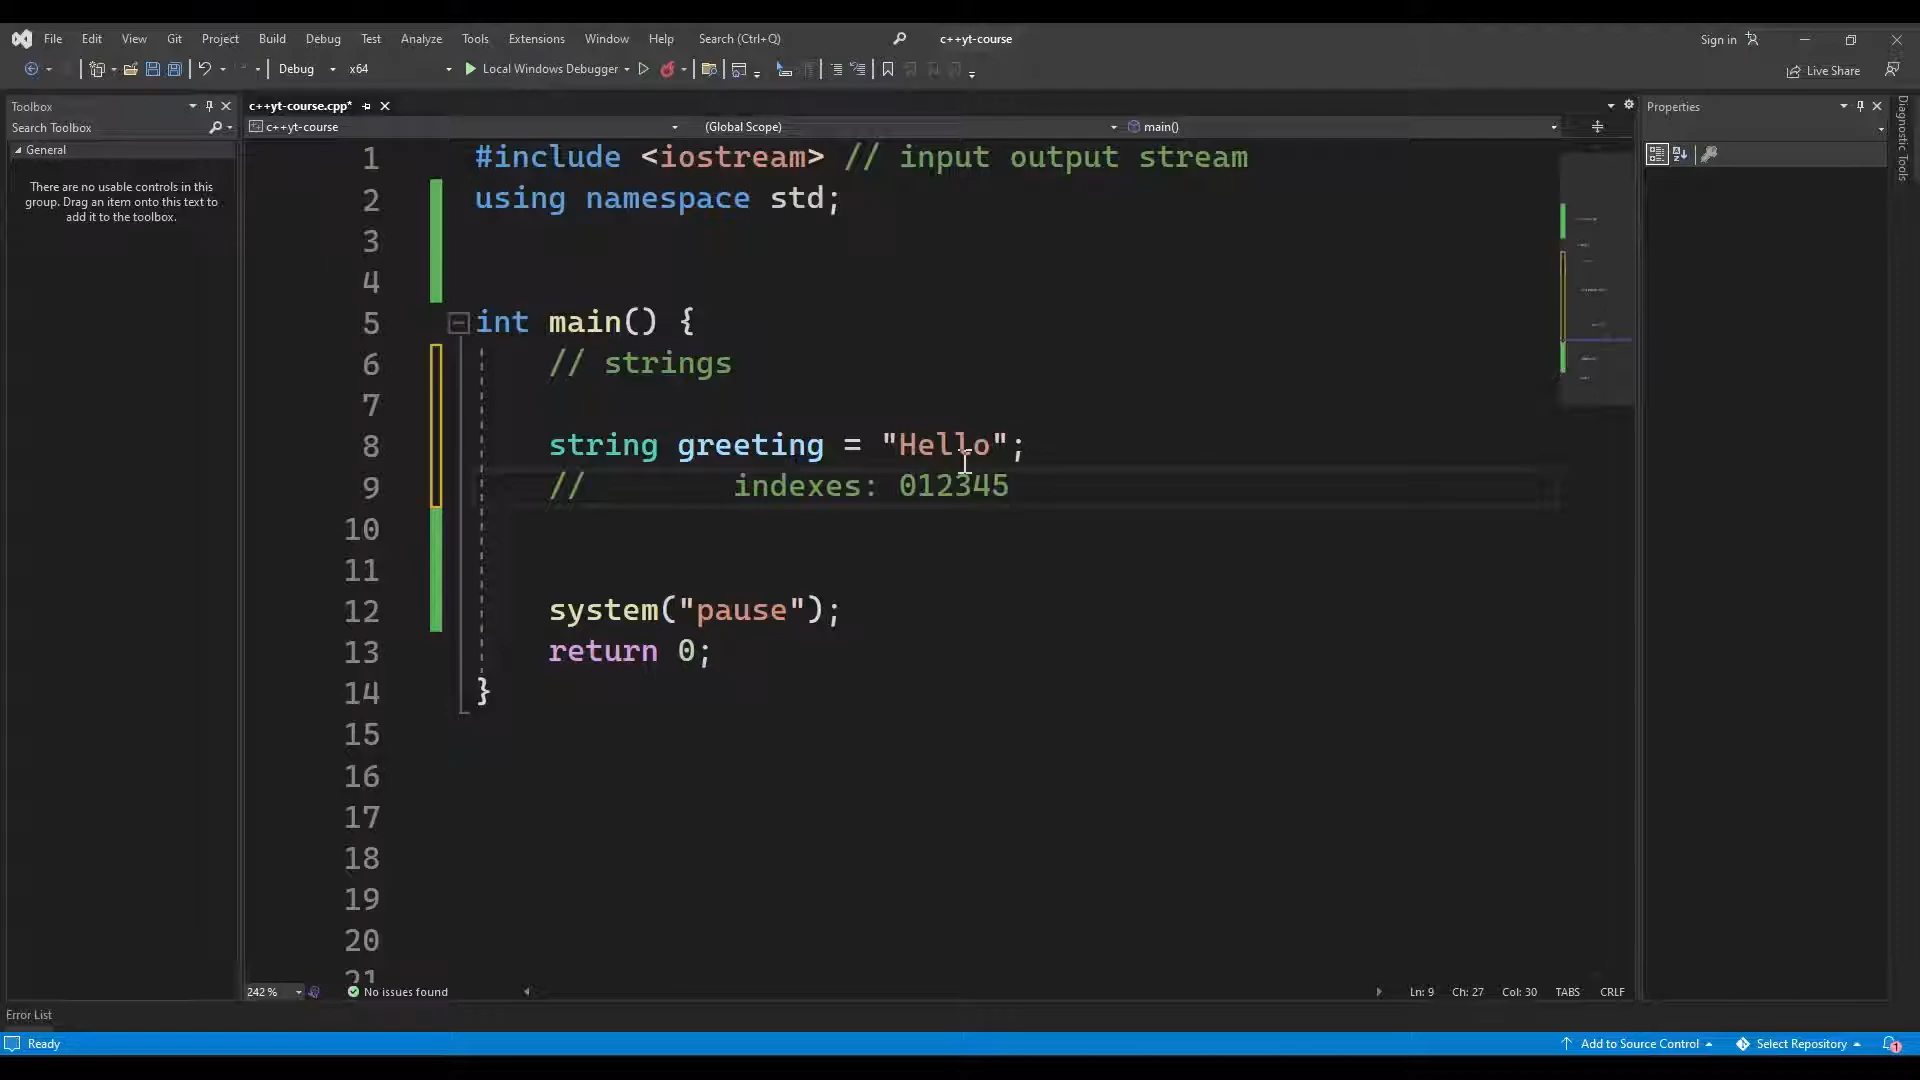 File Edit View Git Project Build Debug Test Analyze Tools Extensions Window Help Search (Ctrl+Q) c++yt-course Sign in
Debug x64 Local Windows Debugger Live Share
Toolbox
Search Toolbox
General
There are no usable controls in this
group. Drag an item onto this text to
add it to the toolbox.
c++yt-course.cpp*
c++yt-course (Global Scope) main()
1 #include <iostream> // input output stream
2 using namespace std;
3
4
5 int main() {
6 // strings
7
8 string greeting = "Hello";
9 // indexes: 012345
10
11
12 system("pause");
13 return 0;
14 }
15
16
17
18
19
20
21
242 % No issues found Ln: 9 Ch: 27 Col: 30 TABS CRLF
Properties
Diagnostic Tools
Error List
Ready Add to Source Control Select Repository 1